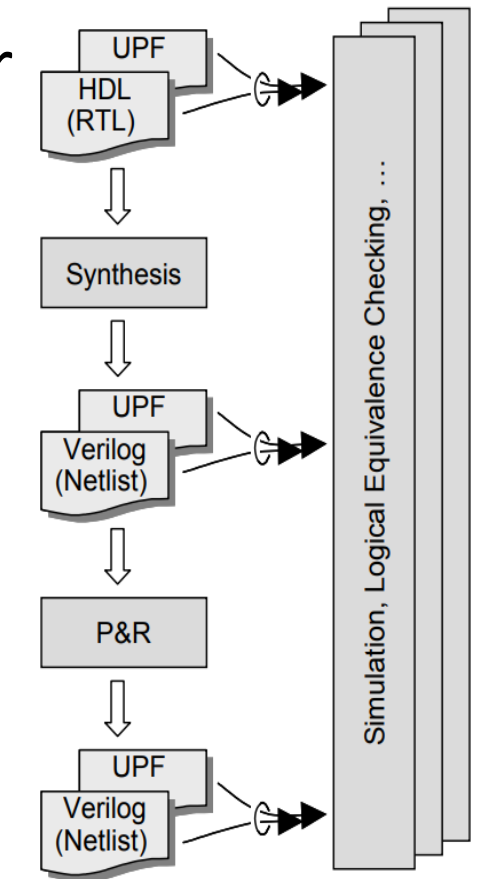 r
UPF
HDL
(RTL)
Synthesis
UPF
Verilog
(Netlist)
P&R
UPF
Verilog
(Netlist)
Simulation, Logical Equivalence Checking, ...